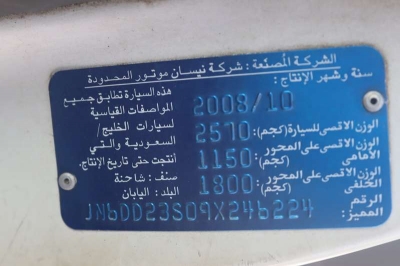 الشركة المصنعة : شركة نيسان موتور المحدودة
سنة وشهر الإنتاج: 2008/10
هذه السيارة تطابق جميع
المواصفات القياسية
لسيارات الخليج/
السعودية والتي
أنتجت حتى تاريخ الإنتاج.
الوزن الاقصى للسيارة (كجم): 2570
الوزن الاقصى على المحور الأمامى (كجم): 1150
الوزن الاقصى على المحور الخلفى (كجم): 1800
صنف: شاحنة
البلد: اليابان
الرقم المميز: JN6DD23S09X246224